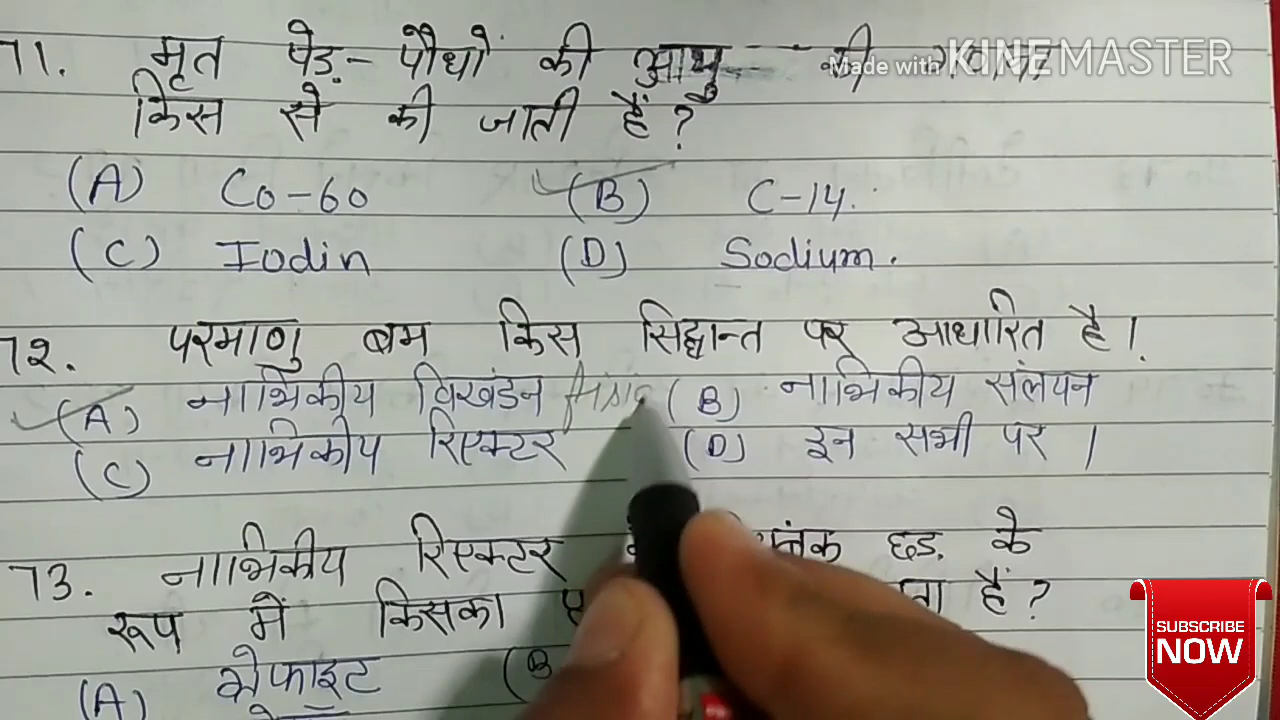 71. मृत पेड़ - पौधों की आयु की
Made with KINEMASTER
किस से की जाती हैं?
(A) Co-60 (B) C-14.
(C) Iodin (D) Sodium.
72. परमाणु बम किस सिद्धान्त पर आधारित है।
(A) नाभिकीय विखंडन (B) नाभिकीय संलयन
(C) नाभिकीय रिएक्टर (D) इन सभी पर ।
73. नाभिकीय रिएक्टर छड़ के
रूप में किसका हैं?
(A) ग्रेफाइट (B
SUBSCRIBE
NOW